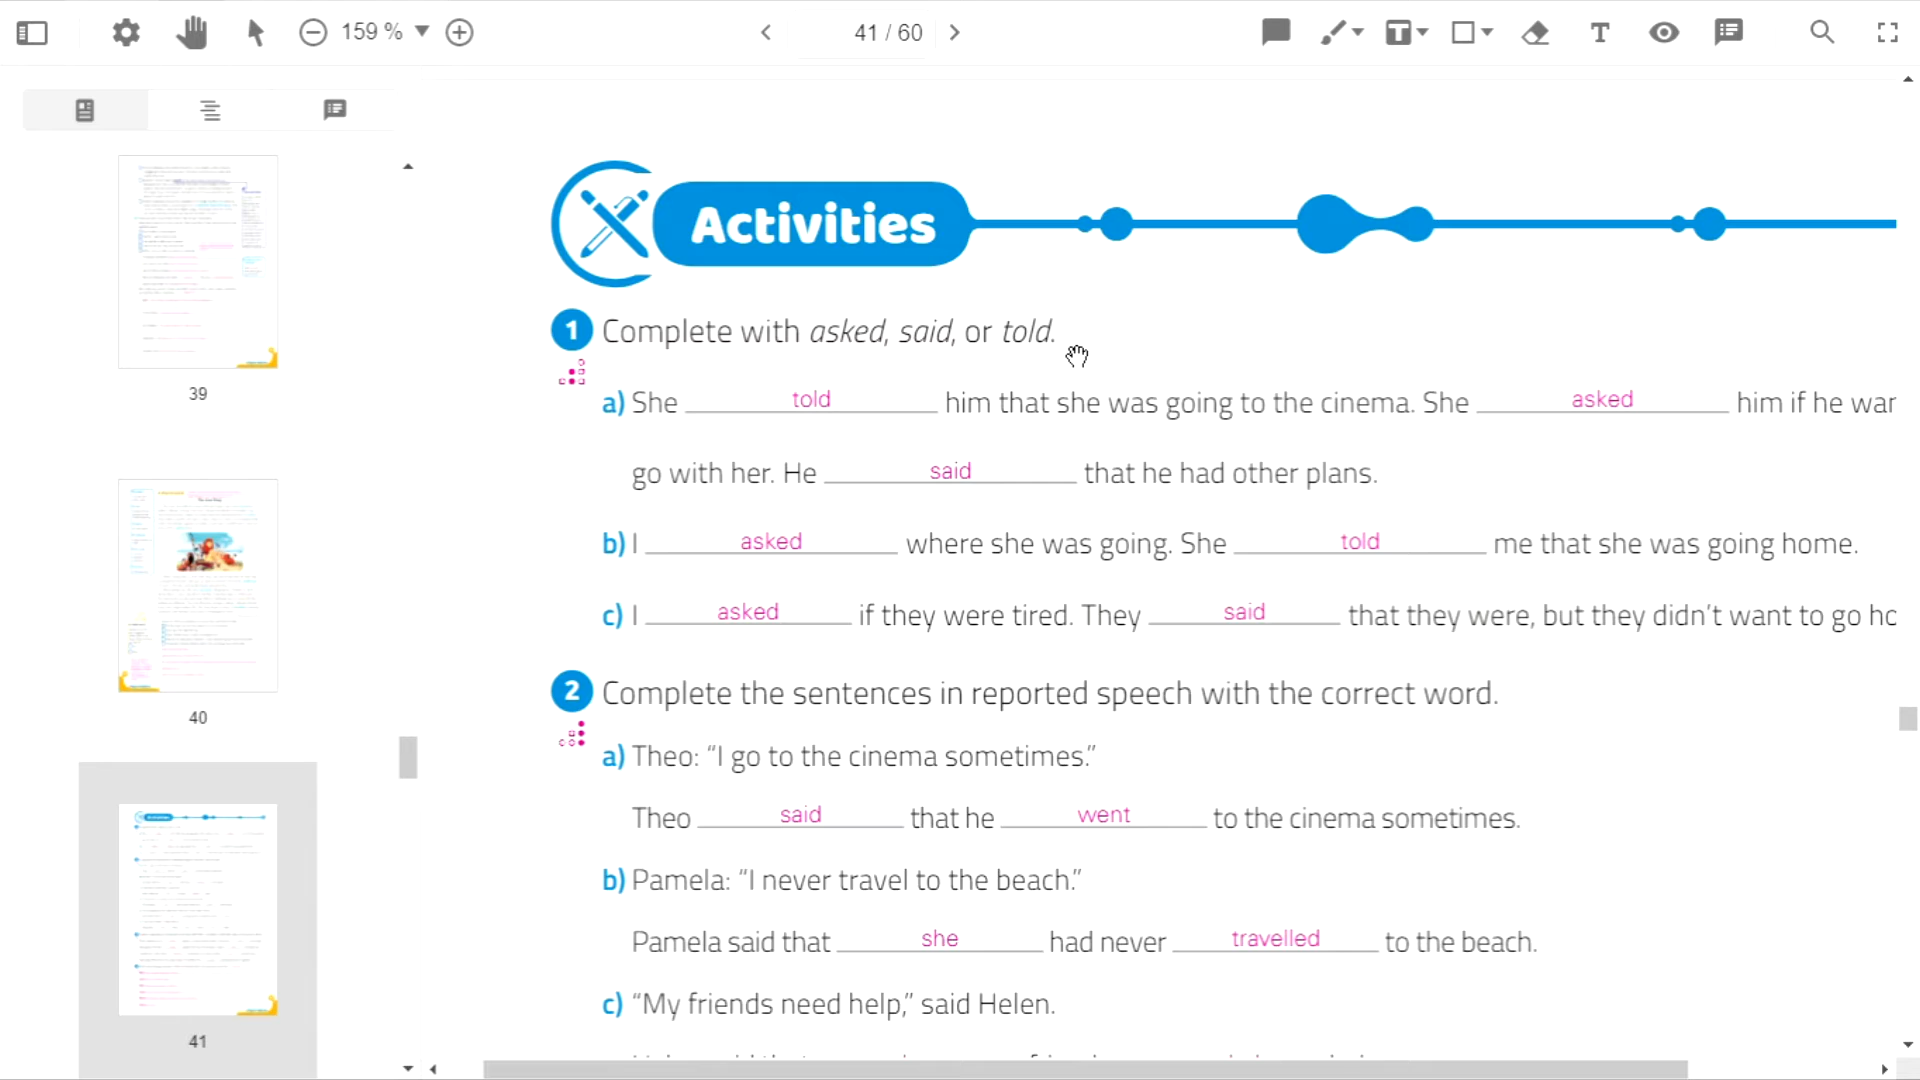 159 %
41 / 60
39
40
41
Activities
1 Complete with asked, said, or told.
a) She told him that she was going to the cinema. She asked him if he
go with her. He said that he had other plans.
b) I asked where she was going. She told me that she was going home.
c) I asked if they were tired. They said that they were, but they didn't want to go
2 Complete the sentences in reported speech with the correct word.
a) Theo: “I go to the cinema sometimes.”
Theo said that he went to the cinema sometimes.
b) Pamela: “I never travel to the beach.”
Pamela said that she had never travelled to the beach.
c) “My friends need help,” said Helen.